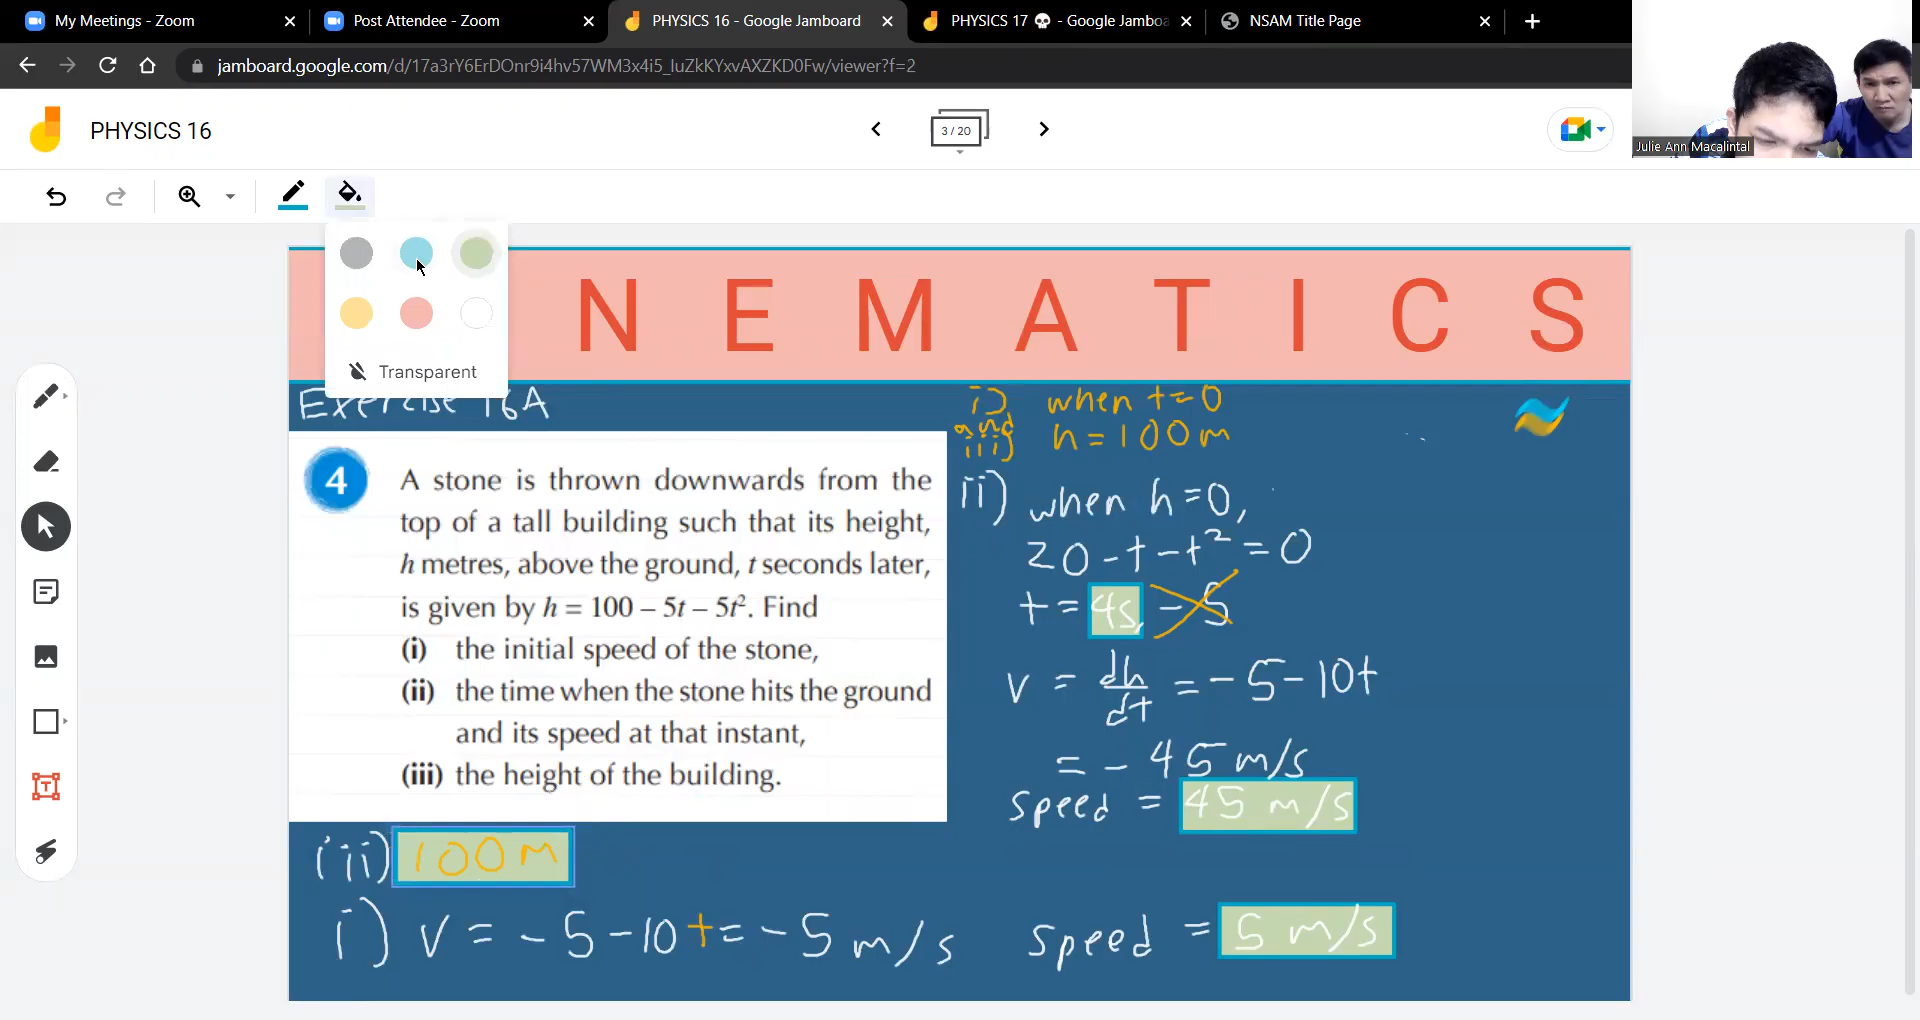 My Meetings - Zoom
Post Attendee - Zoom
PHYSICS 16 - Google Jamboard
PHYSICS 17 💀 - Google Jamboa
NSAM Title Page
jamboard.google.com/d/17a3rY6ErDOnr9i4hv57WM3x4i5_IuZkKYxvAXZKD0Fw/viewer?f=2
PHYSICS 16
3 / 20
Julie Ann Macalintal
Transparent
N E M A T I C S
Exercise 16A
4
A stone is thrown downwards from the
top of a tall building such that its height,
h metres, above the ground, t seconds later,
is given by h = 100 – 5t – 5t². Find
(i) the initial speed of the stone,
(ii) the time when the stone hits the ground
and its speed at that instant,
(iii) the height of the building.
i) when t=0
and
iii) h=100m
ii) when h=0,
20-t-t²=0
t= 4s, -5
v = dh/dt = -5-10t
= -45 m/s
speed = 45 m/s
iii) 100m
i) v = -5-10t = -5 m/s speed = 5 m/s